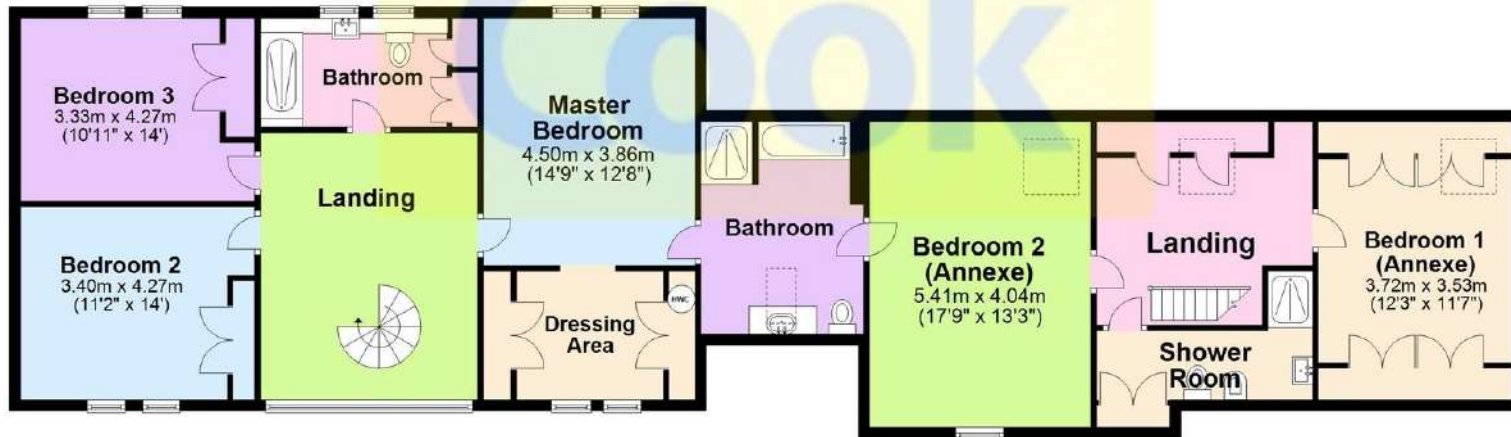 Cook
Bedroom 3
3.33m x 4.27m
(10'11" x 14')
Bathroom
Master
Bedroom
4.50m x 3.86m
(14'9" x 12'8")
Landing
Bedroom 2
3.40m x 4.27m
(11'2" x 14')
Dressing
Area
HWC
Bathroom
Bedroom 2
(Annexe)
5.41m x 4.04m
(17'9" x 13'3")
Landing
Shower
Room
Bedroom 1
(Annexe)
3.72m x 3.53m
(12'3" x 11'7")